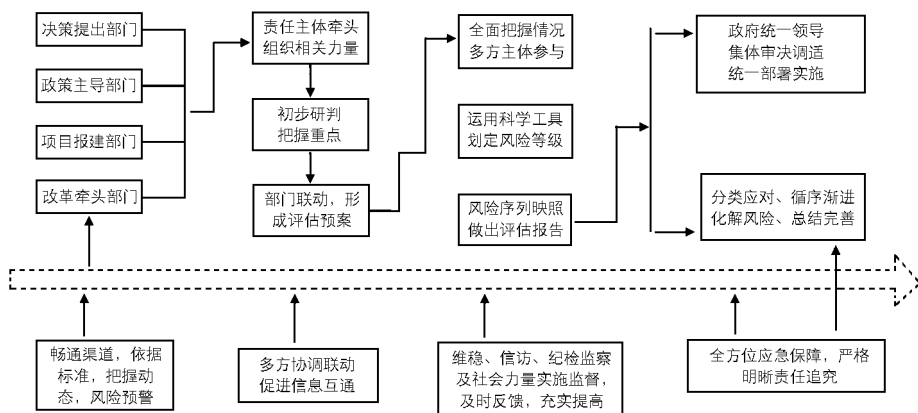 决策提出部门
政策主导部门
项目报建部门
改革牵头部门
责任主体牵头
组织相关力量
初步研判
把握重点
部门联动，形
成评估预案
全面把握情况
多方主体参与
运用科学工具
划定风险等级
风险序列映照
做出评估报告
政府统一领导
集体审决调适
统一部署实施
分类应对、循序渐进
化解风险、总结完善
畅通渠道，依据
标准，把握动
态，风险预警
多方协调联动
促进信息互通
维稳、信访、纪检监察
及社会力量实施监督，
及时反馈，充实提高
全方位应急保障，严格
明晰责任追究